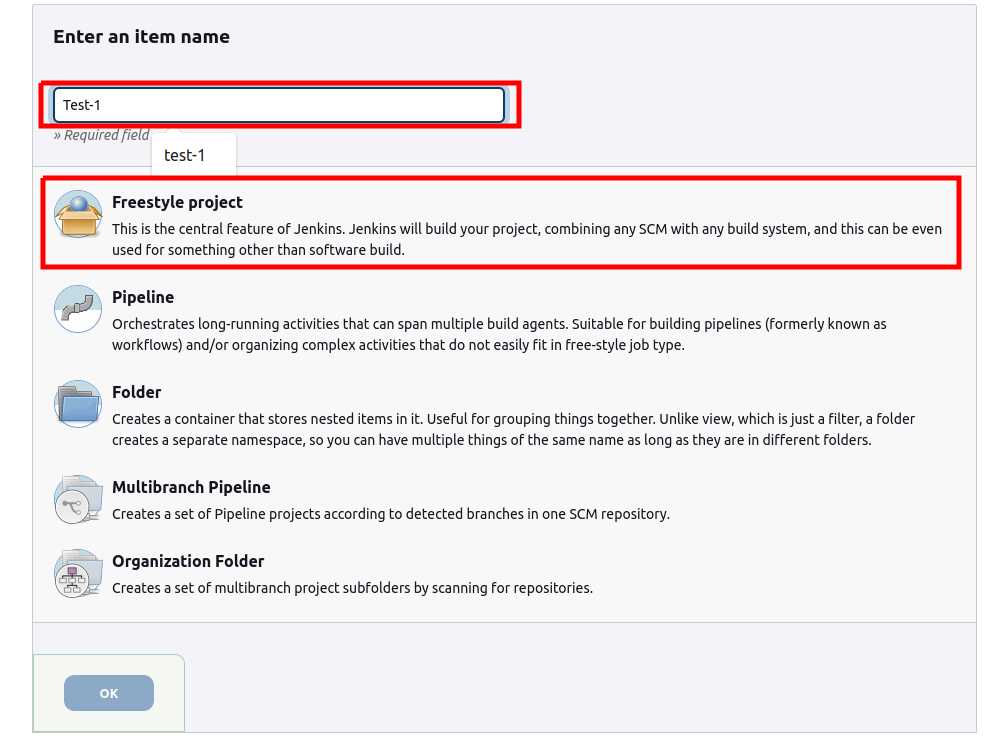 Enter an item name
Test-1
» Required field
test-1
Freestyle project
This is the central feature of Jenkins. Jenkins will build your project, combining any SCM with any build system, and this can be even
used for something other than software build.
Pipeline
Orchestrates long-running activities that can span multiple build agents. Suitable for building pipelines (formerly known as
workflows) and/or organizing complex activities that do not easily fit in free-style job type.
Folder
Creates a container that stores nested items in it. Useful for grouping things together. Unlike view, which is just a filter, a folder
creates a separate namespace, so you can have multiple things of the same name as long as they are in different folders.
Multibranch Pipeline
Creates a set of Pipeline projects according to detected branches in one SCM repository.
Organization Folder
Creates a set of multibranch project subfolders by scanning for repositories.
OK